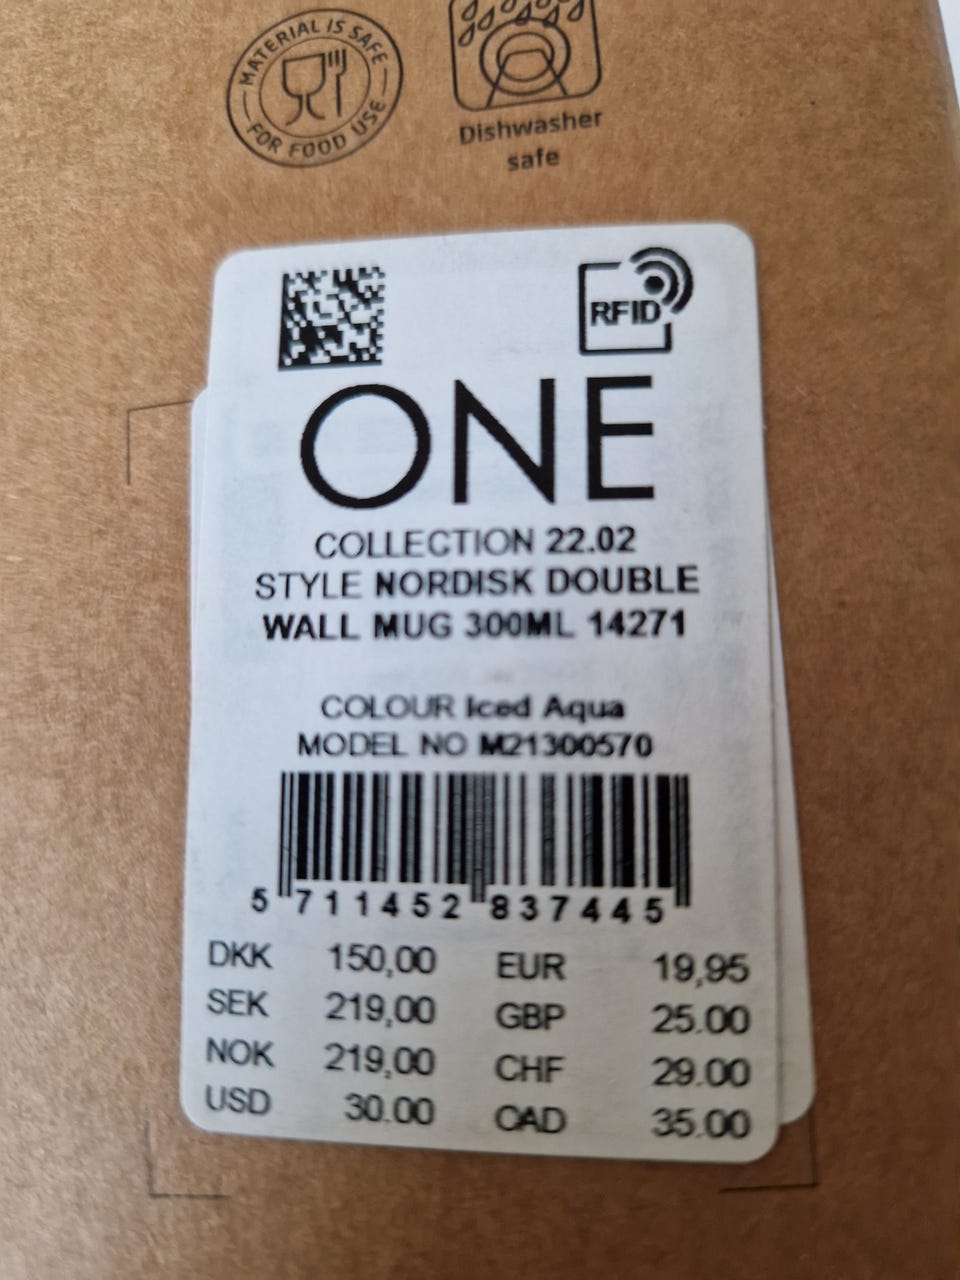 MATERIAL IS SAFE
FOR FOOD USE
Dishwasher
safe
RFID
ONE
COLLECTION 22.02
STYLE NORDISK DOUBLE
WALL MUG 300ML 14271
COLOUR Iced Aqua
MODEL NO M21300570
5 711452 837445
DKK 150,00 EUR 19,95
SEK 219,00 GBP 25.00
NOK 219,00 CHF 29.00
USD 30.00 CAD 35.00